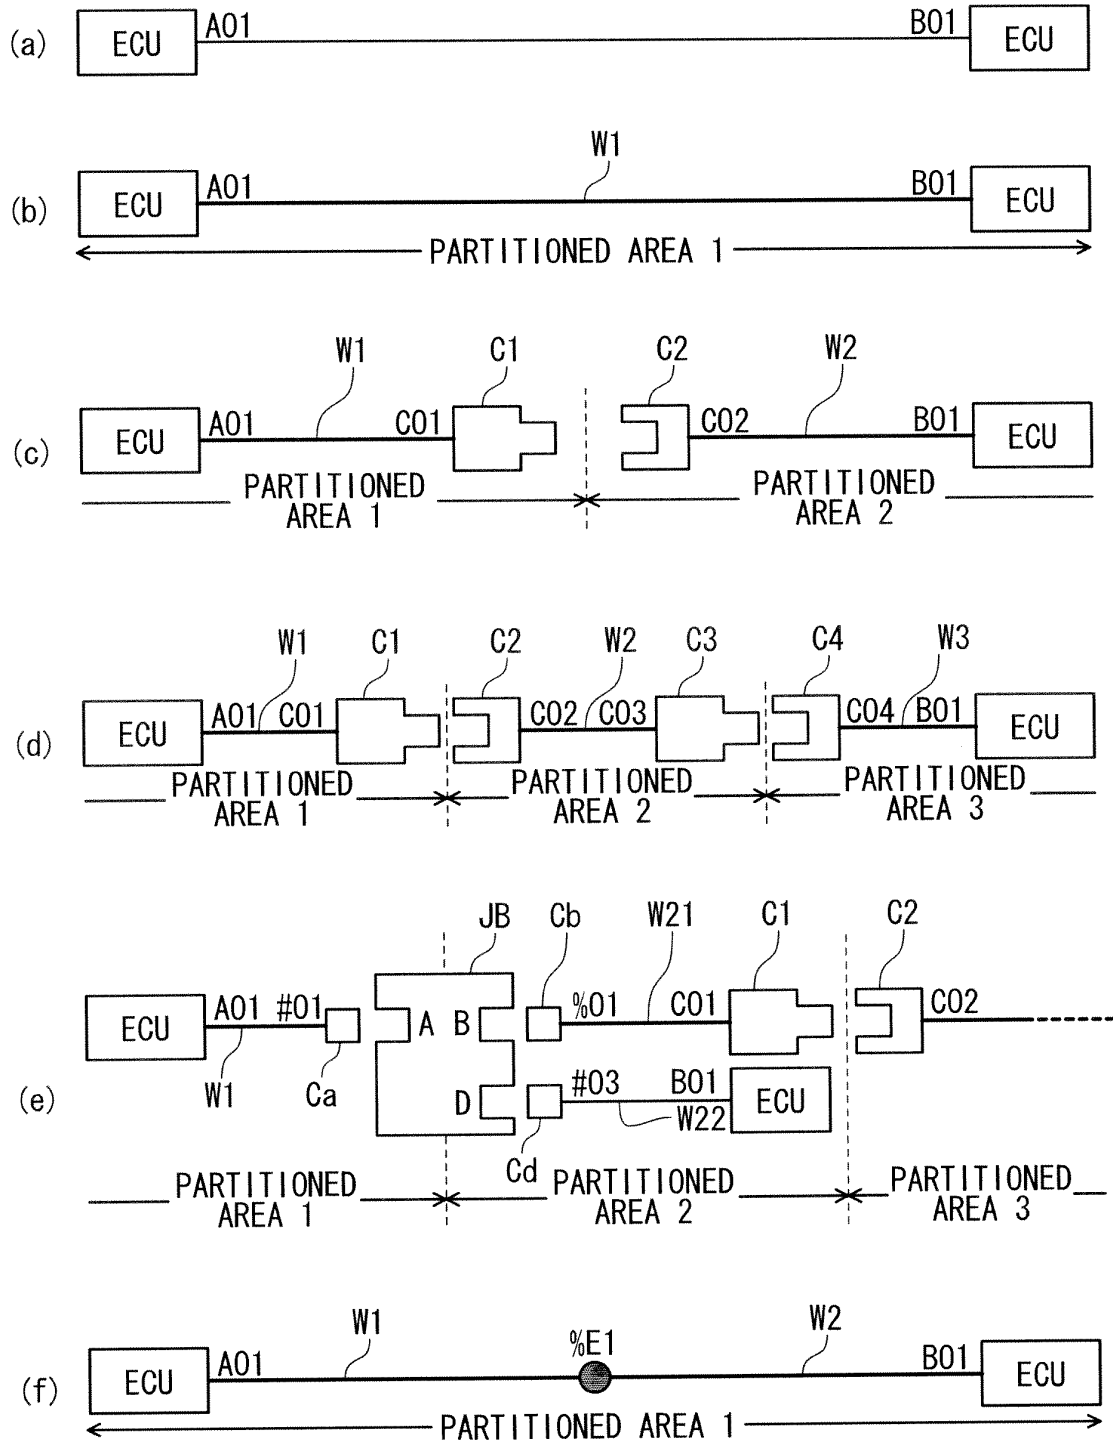 (a) ECU A01 B01 ECU
W1
(b) ECU A01 B01 ECU
PARTITIONED AREA 1
W1 C1 C2 W2
(c) ECU A01 C01 C02 B01 ECU
PARTITIONED PARTITIONED
AREA 1 AREA 2
W1 C1 C2 W2 C3 C4 W3
(d) ECU A01 C01 C02 C03 C04 B01 ECU
PARTITIONED PARTITIONED PARTITIONED
AREA 1 AREA 2 AREA 3
JB Cb W21 C1 C2
ECU A01 #01 A B %01 C01 C02
(e) W1 Ca D #03 B01 ECU
Cd W22
PARTITIONED PARTITIONED PARTITIONED
AREA 1 AREA 2 AREA 3
W1 %E1 W2
(f) ECU A01 B01 ECU
PARTITIONED AREA 1